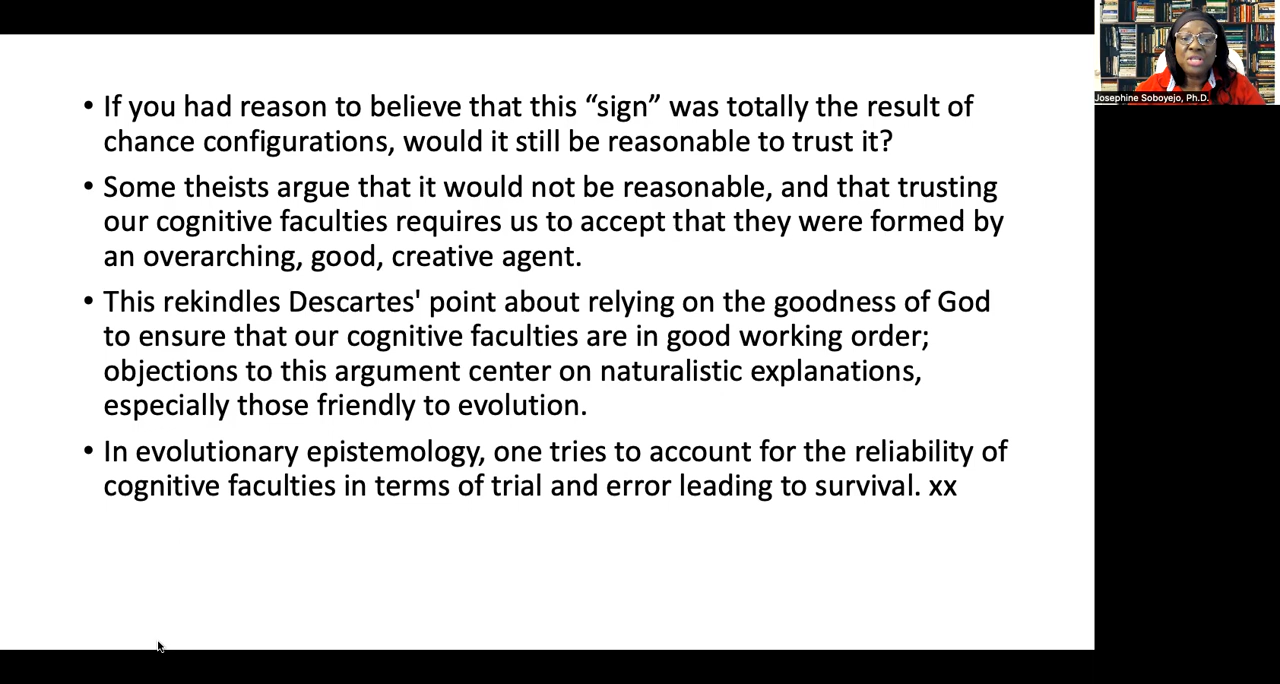 • If you had reason to believe that this “sign” was totally the result of
chance configurations, would it still be reasonable to trust it?
• Some theists argue that it would not be reasonable, and that trusting
our cognitive faculties requires us to accept that they were formed by
an overarching, good, creative agent.
• This rekindles Descartes' point about relying on the goodness of God
to ensure that our cognitive faculties are in good working order;
objections to this argument center on naturalistic explanations,
especially those friendly to evolution.
• In evolutionary epistemology, one tries to account for the reliability of
cognitive faculties in terms of trial and error leading to survival. xx
Josephine Soboyejo, Ph.D.